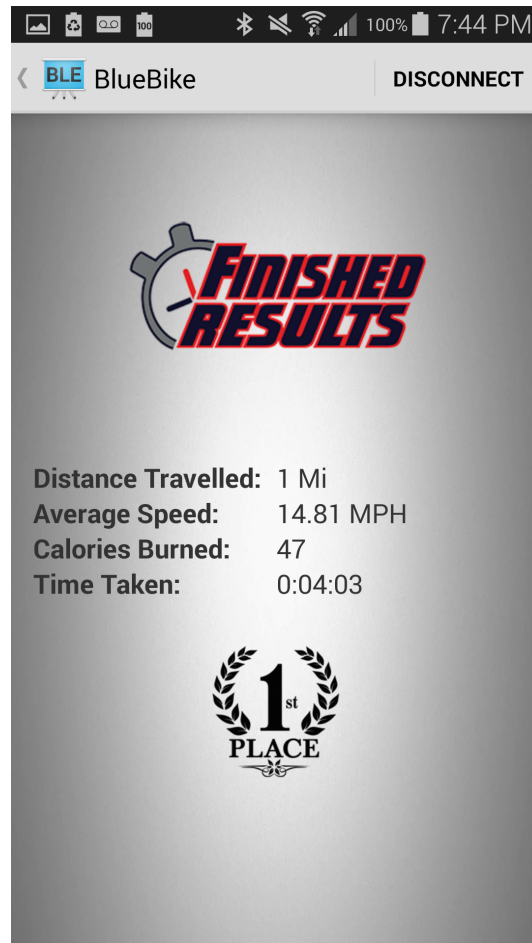 100
100%
7:44 PM
BLE
BlueBike
DISCONNECT
FINISHED
RESULTS
Distance Travelled: 1 Mi
Average Speed: 14.81 MPH
Calories Burned: 47
Time Taken: 0:04:03
1st
PLACE